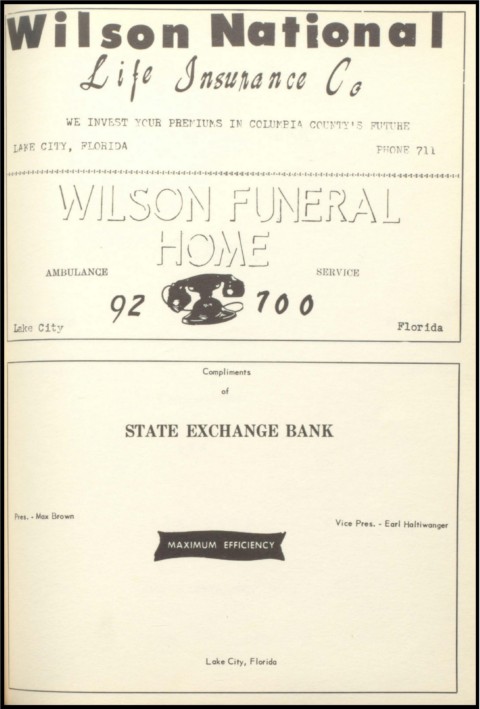 Wilson National
Life Insurance Co
WE INVEST YOUR PREMIUMS IN COLUMBIA COUNTY'S FUTURE
LAKE CITY, FLORIDA PHONE 711
WILSON FUNERAL
HOME
AMBULANCE SERVICE
92 700
Lake City Florida
Compliments
of
STATE EXCHANGE BANK
Pres. - Max Brown
Vice Pres. - Earl Haltiwanger
MAXIMUM EFFICIENCY
Lake City, Florida